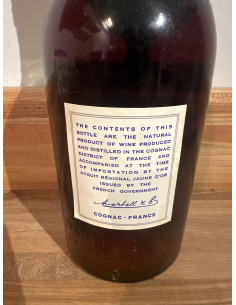 THE CONTENTS OF THIS
BOTTLE ARE THE NATURAL
PRODUCT OF WINE PRODUCED
AND DISTILLED IN THE COGNAC
DISTRICT OF FRANCE AND ARE
ACCOMPANIED AT THE TIME
OF IMPORTATION BY THE
ACQUIT RÉGIONAL JAUNE D'OR
ISSUED BY THE
FRENCH GOVERNMENT
Martell & Co
COGNAC - FRANCE